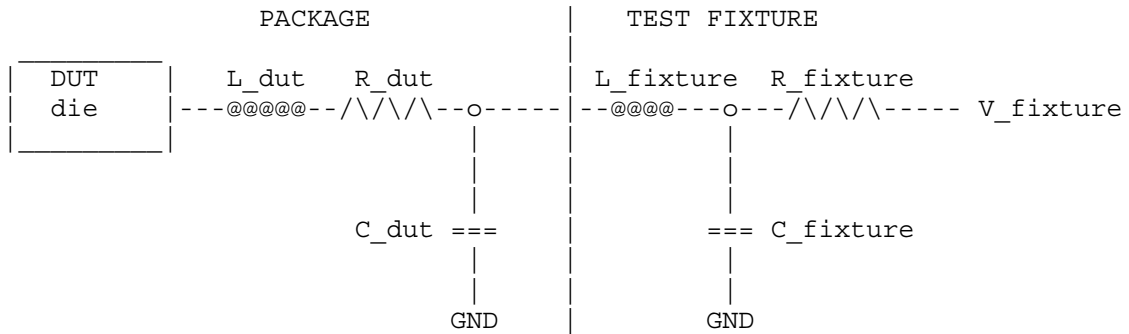 PACKAGE | TEST FIXTURE
DUT L_dut R_dut L_fixture R_fixture
die |---@@@@@--/\/\/\--o-----|--@@@@---o---/\/\/\----- V_fixture
C_dut === === C_fixture
GND GND